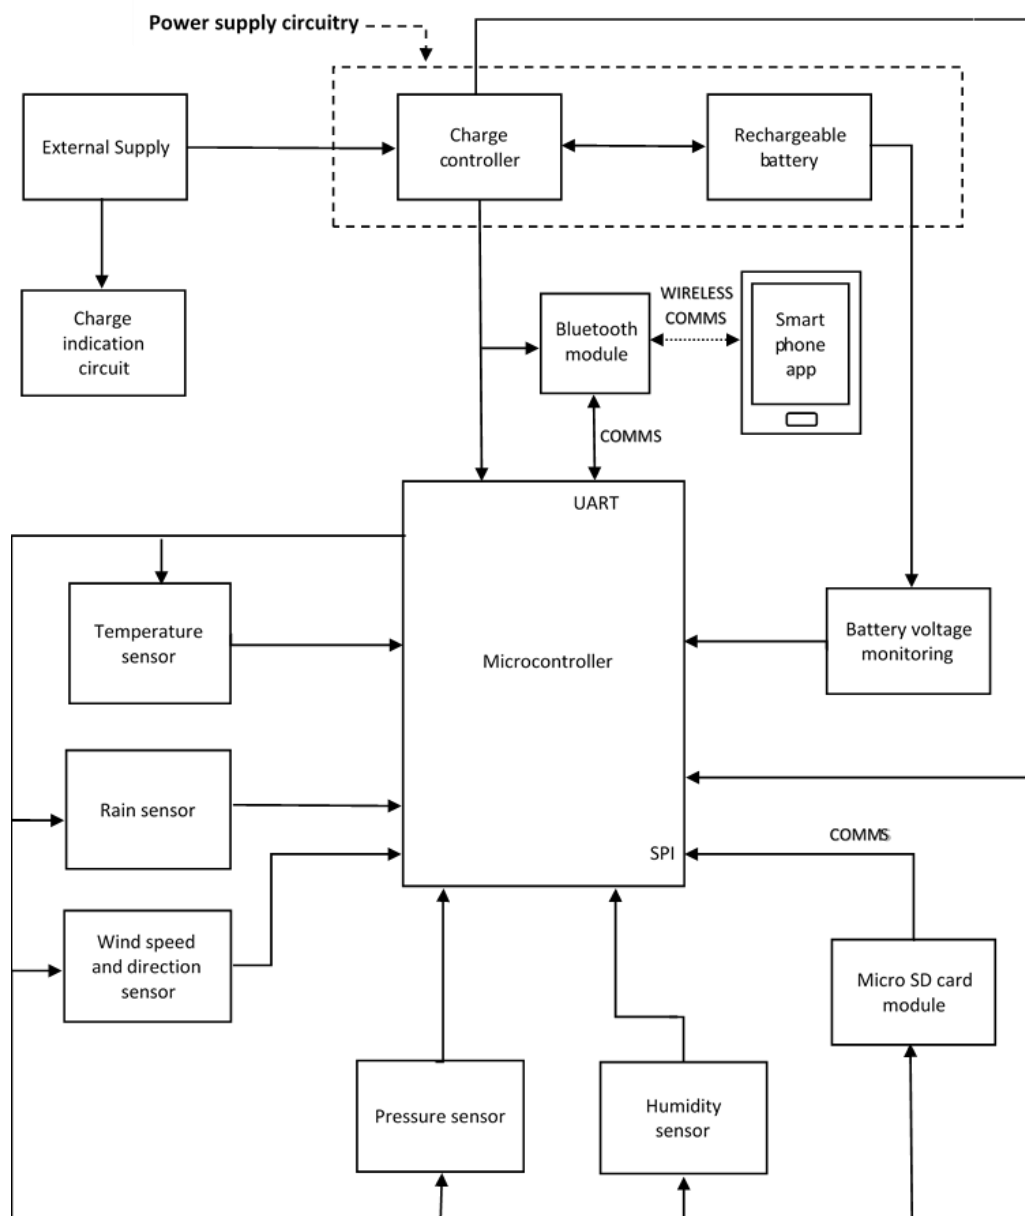 Power supply circuitry
External Supply
Charge
controller
Rechargeable
battery
Charge
indication
circuit
Bluetooth
module
WIRELESS
COMMS
Smart
phone
app
COMMS
UART
Temperature
sensor
Microcontroller
Battery voltage
monitoring
Rain sensor
COMMS
SPI
Wind speed
and direction
sensor
Micro SD card
module
Pressure sensor
Humidity
sensor